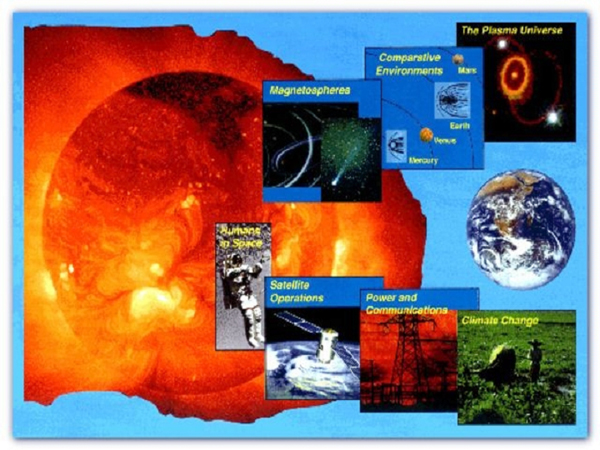 The Plasma Universe
Comparative
Environments
Mars
Earth
Venus
Mercury
Magnetospheres
Humans
in Space
Satellite
Operations
Power and
Communications
Climate Change